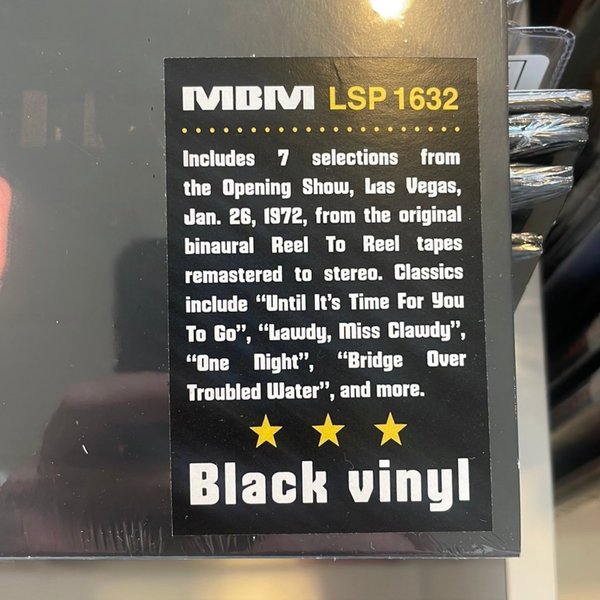 MBM LSP 1632
Includes 7 selections from
the Opening Show, Las Vegas,
Jan. 26, 1972, from the original
binaural Reel To Reel tapes
remastered to stereo. Classics
include “Until It's Time For You
To Go”, “Lawdy, Miss Clawdy”,
“One Night”, “Bridge Over
Troubled Water”, and more.
Black vinyl